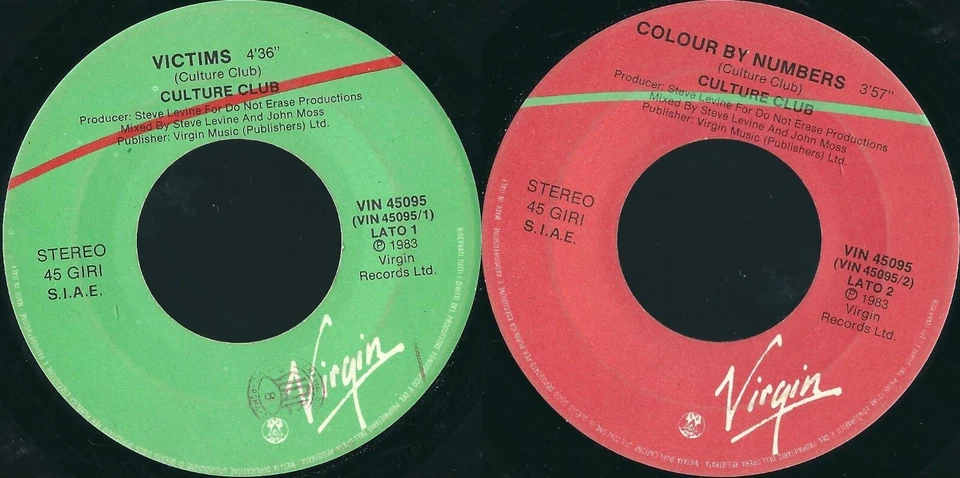 VICTIMS 4'36"
(Culture Club)
CULTURE CLUB
Producer: Steve Levine For Do Not Erase Productions
Mixed By Steve Levine And John Moss
Publisher: Virgin Music (Publishers) Ltd.
STEREO
45 GIRI
S.I.A.E.
VIN 45095
(VIN 45095/1)
LATO 1
℗ 1983
Virgin
Records Ltd.
Virgin
COLOUR BY NUMBERS 3'57"
(Culture Club)
CULTURE CLUB
Producer: Steve Levine For Do Not Erase Productions
Mixed By Steve Levine And John Moss
Publisher: Virgin Music (Publishers) Ltd.
STEREO
45 GIRI
S.I.A.E.
VIN 45095
(VIN 45095/2)
LATO 2
℗ 1983
Virgin
Records Ltd.
Virgin
MADE IN ITALY